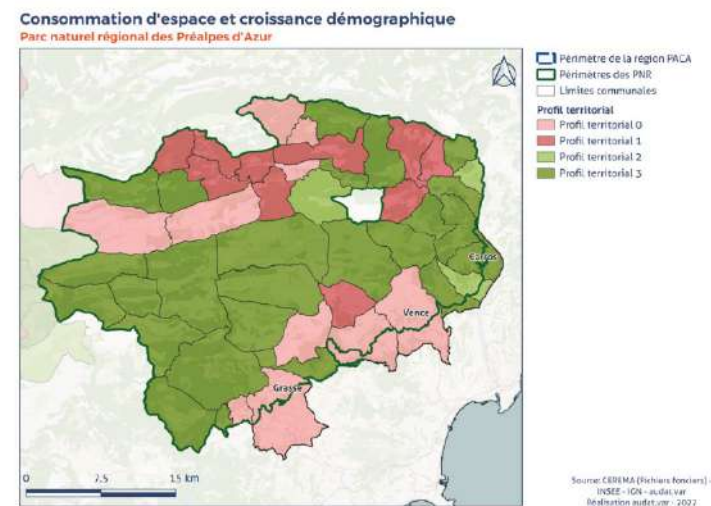 Consommation d'espace et croissance démographique
Parc naturel régional des Préalpes d'Azur
Périmètre de la région PACA
Périmètres des PNR
Limites communales
Profil territorial
Profil territorial 0
Profil territorial 1
Profil territorial 2
Profil territorial 3
Carros
Vence
Grasse
0 7,5 15 km
Source: CEREMA (Fichiers fonciers) -
INSEE - IGN - audat.var
Réalisation audat.var - 2022